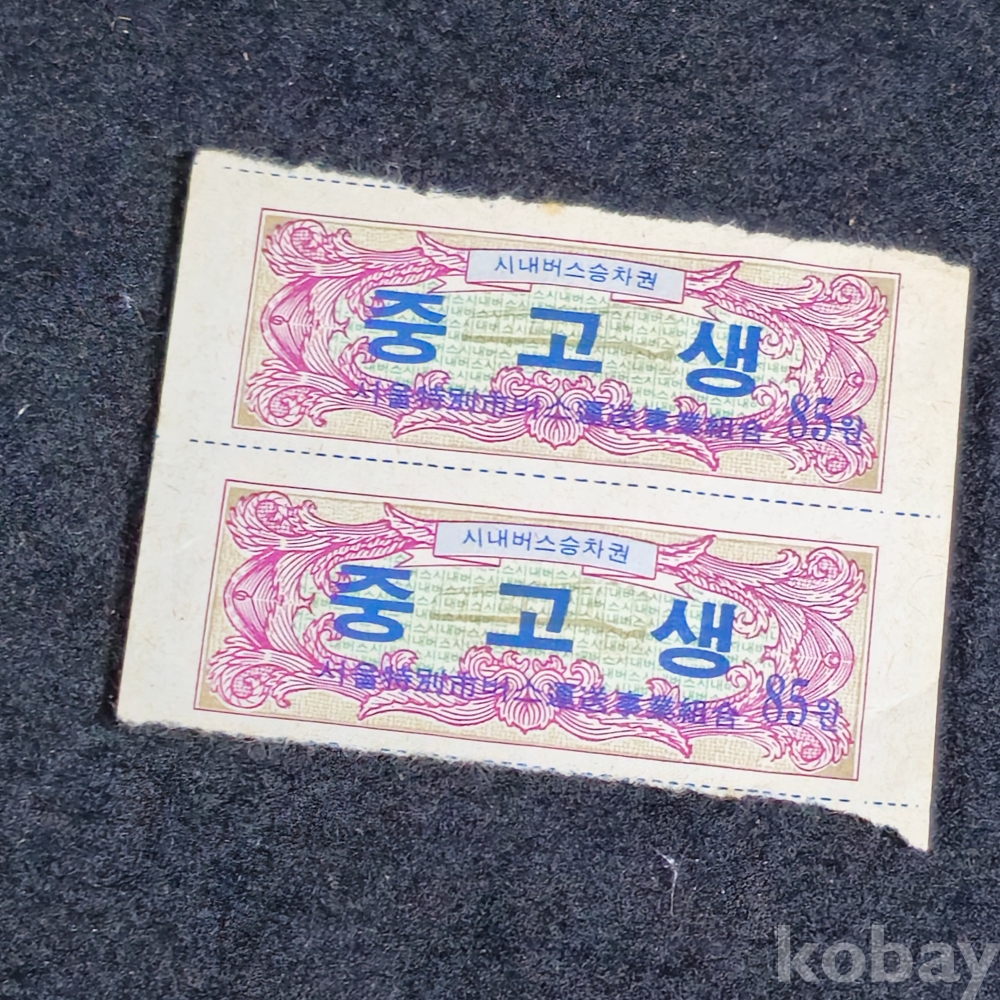 시내버스승차권
중 고 생
서울特別市버스運送事業組合 85원
시내버스승차권
중 고 생
서울特別市버스運送事業組合 85원
kobay